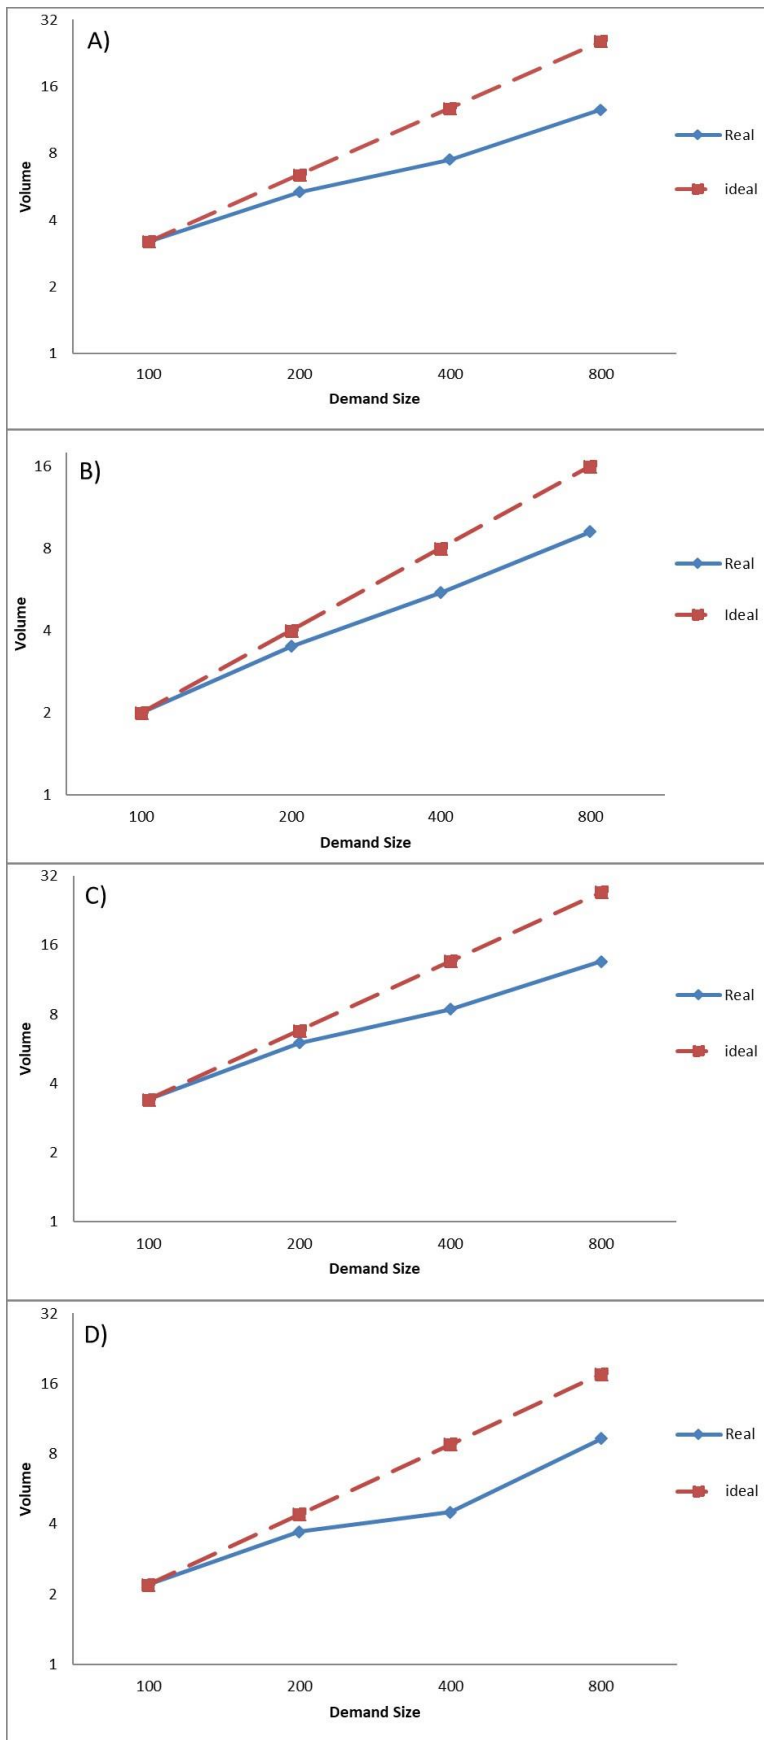 A)
32
16
8
4
2
1
Volume
100 200 400 800
Demand Size
Real
ideal
B)
16
8
4
2
1
Volume
100 200 400 800
Demand Size
Real
Ideal
C)
32
16
8
4
2
1
Volume
100 200 400 800
Demand Size
Real
ideal
D)
32
16
8
4
2
1
Volume
100 200 400 800
Demand Size
Real
ideal